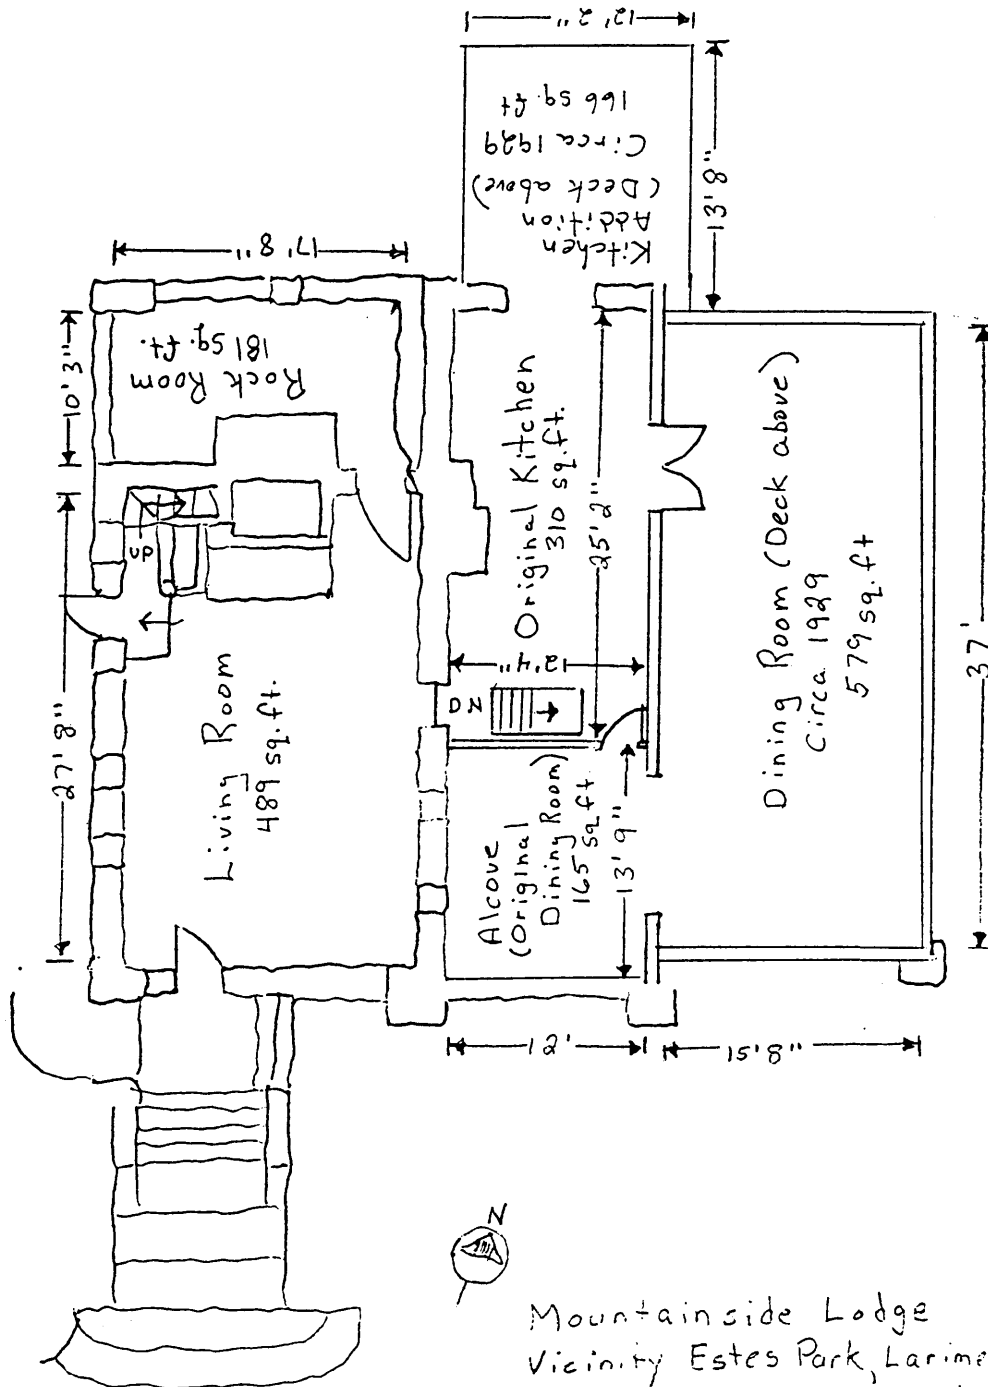 12'2"
Kitchen
Addition
(Deck above)
Circa 1929
166 sq.ft
13'8"
17'8"
Rock Room
181 sq.ft.
10'3"
UP
Original Kitchen
310 sq.ft.
25'2"
12'4"
DN
Living Room
489 sq.ft.
27'8"
Alcove
(Original
Dining Room)
165 sq.ft
13'9"
Dining Room (Deck above)
Circa 1929
579 sq.ft
37'
12'
15'8"
N
Mountainside Lodge
Vicinity Estes Park, Larime